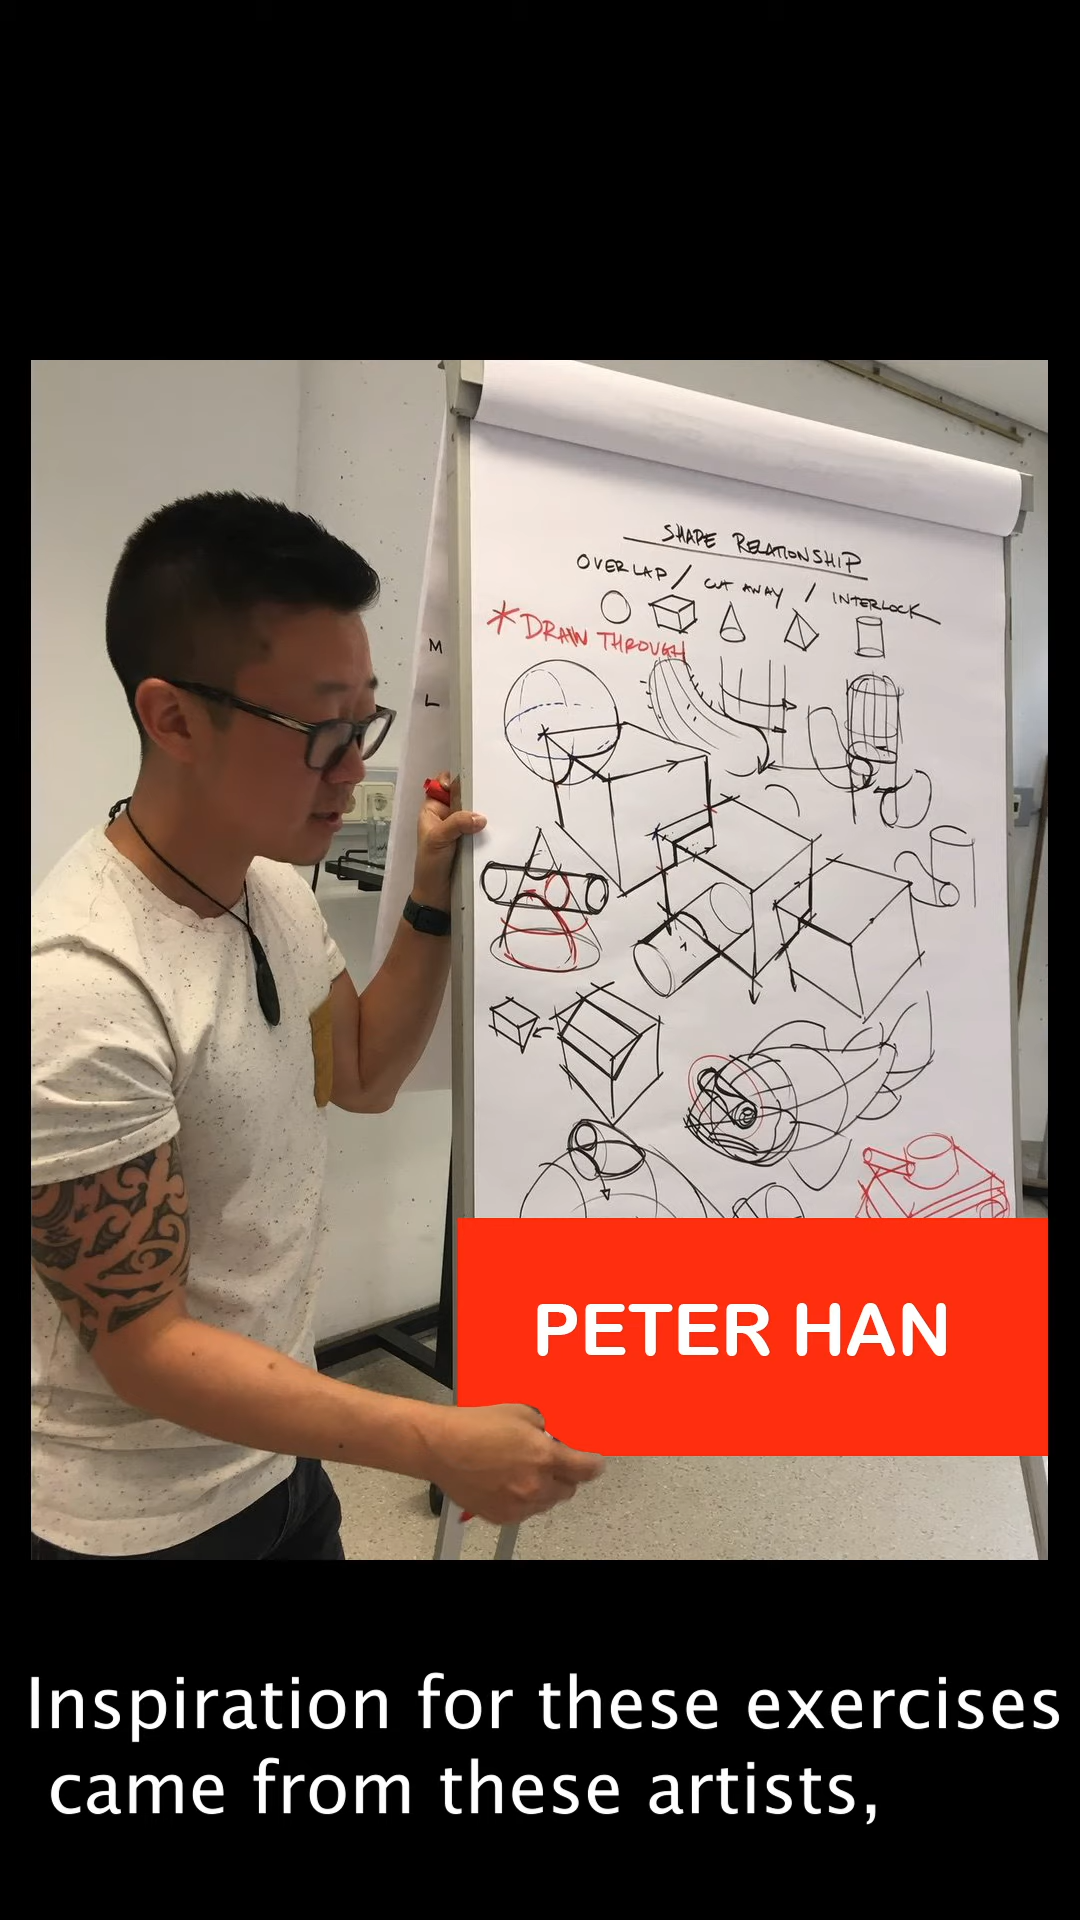 SHAPE RELATIONSHIP
OVERLAP / CUT AWAY / INTERLOCK
*DRAW THROUGH
M
L
PETER HAN
Inspiration for these exercises
came from these artists,